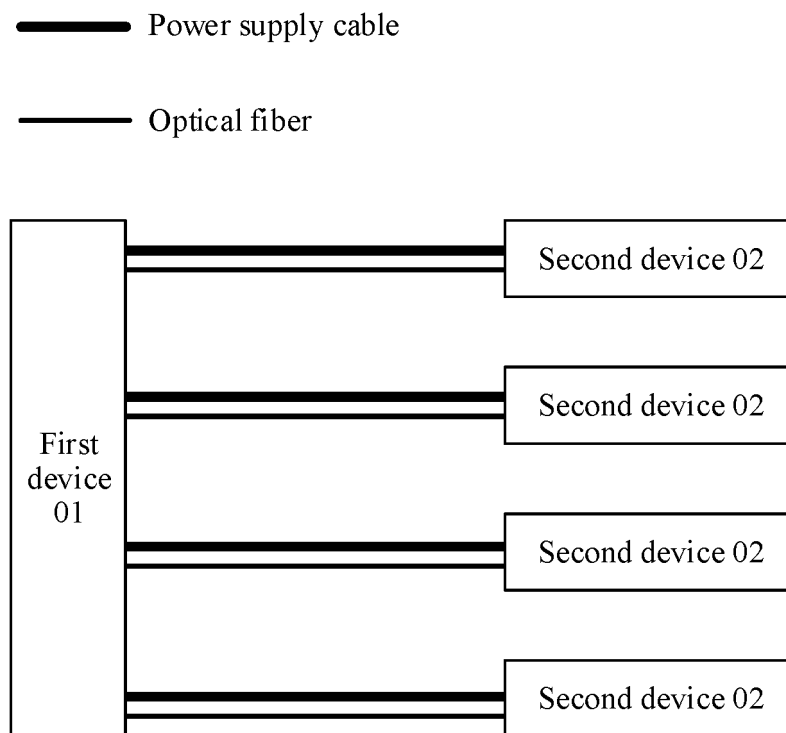 Power supply cable
Optical fiber
Second device 02
Second device 02
First
device
01
Second device 02
Second device 02